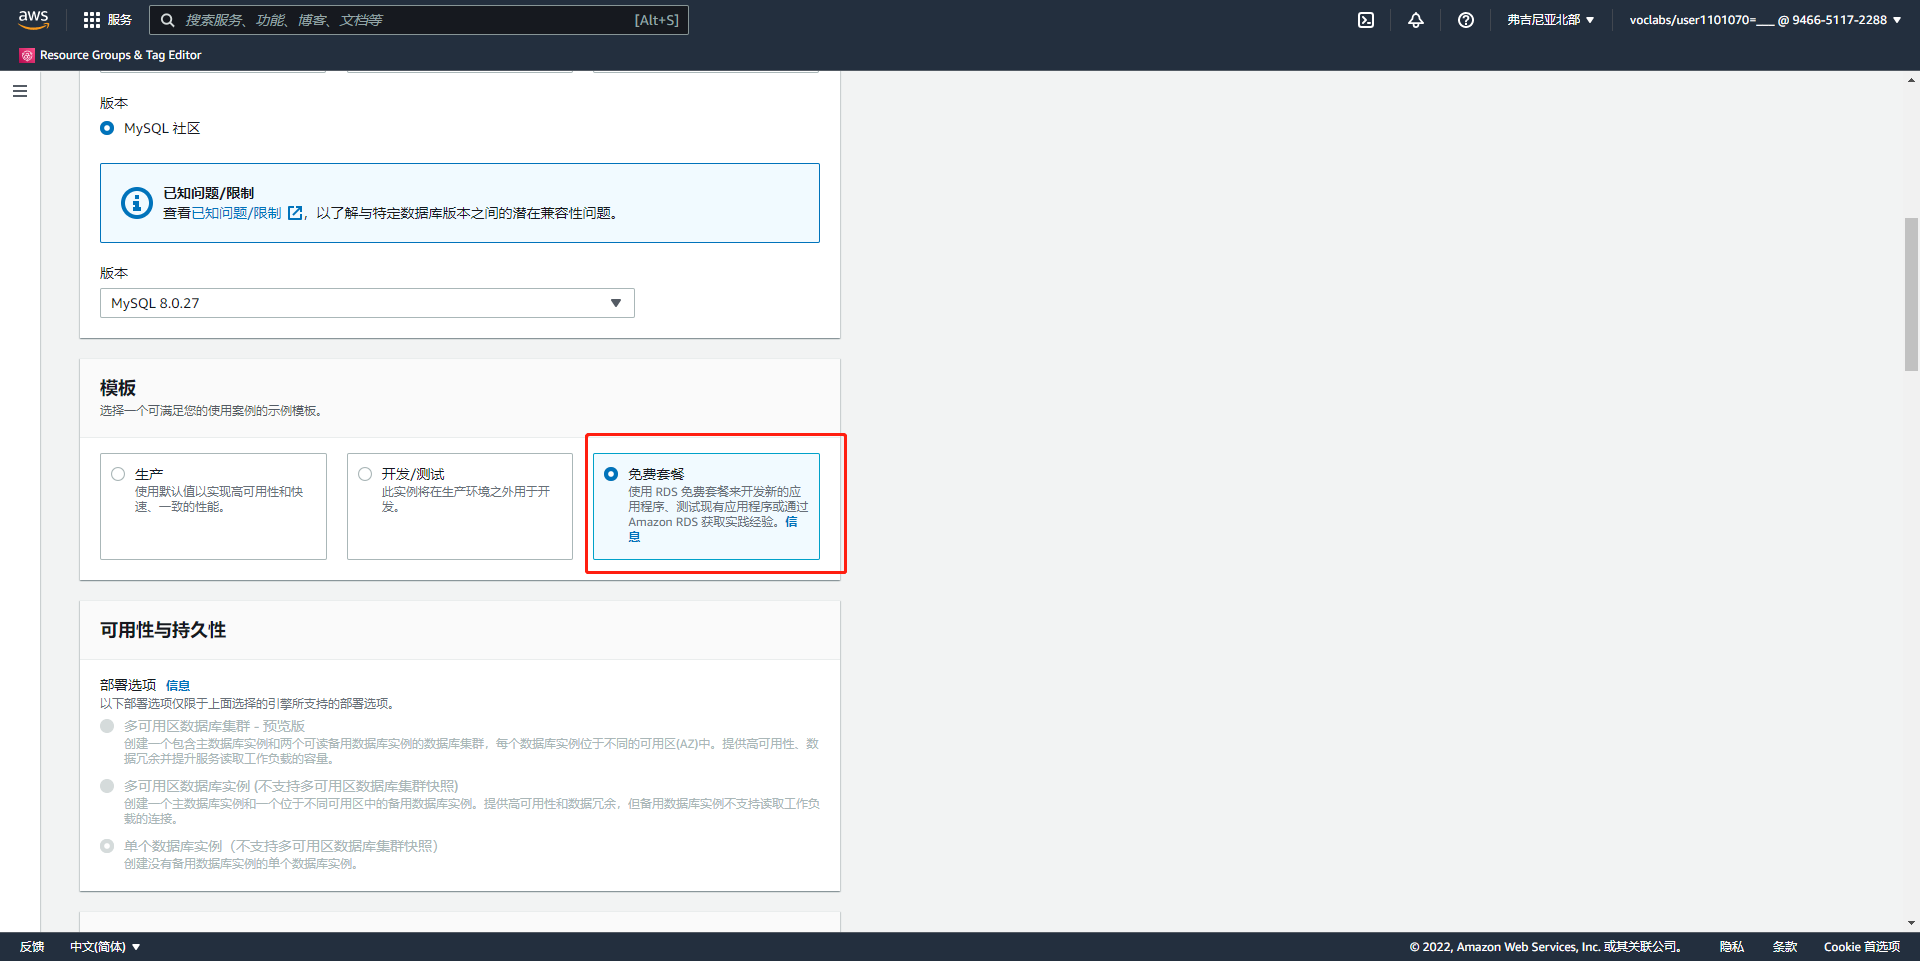 aws
服务
搜索服务、功能、博客、文档等
[Alt+S]
弗吉尼亚北部
voclabs/user1101070=___ @ 9466-5117-2288
Resource Groups & Tag Editor
版本
MySQL 社区
已知问题/限制
查看已知问题/限制 ，以了解与特定数据库版本之间的潜在兼容性问题。
版本
MySQL 8.0.27
模板
选择一个可满足您的使用案例的示例模板。
生产
使用默认值以实现高可用性和快
速、一致的性能。
开发/测试
此实例将在生产环境之外用于开
发。
免费套餐
使用 RDS 免费套餐来开发新的应
用程序、测试现有应用程序或通过
Amazon RDS 获取实践经验。信
息
可用性与持久性
部署选项 信息
以下部署选项仅限于上面选择的引擎所支持的部署选项。
多可用区数据库集群 - 预览版
创建一个包含主数据库实例和两个可读备用数据库实例的数据库集群，每个数据库实例位于不同的可用区(AZ)中。提供高可用性、数
据冗余并提升服务读取工作负载的容量。
多可用区数据库实例 (不支持多可用区数据库集群快照)
创建一个主数据库实例和一个位于不同可用区中的备用数据库实例。提供高可用性和数据冗余，但备用数据库实例不支持读取工作负
载的连接。
单个数据库实例（不支持多可用区数据库集群快照）
创建没有备用数据库实例的单个数据库实例。
反馈
中文(简体)
© 2022, Amazon Web Services, Inc. 或其关联公司。
隐私
条款
Cookie 首选项